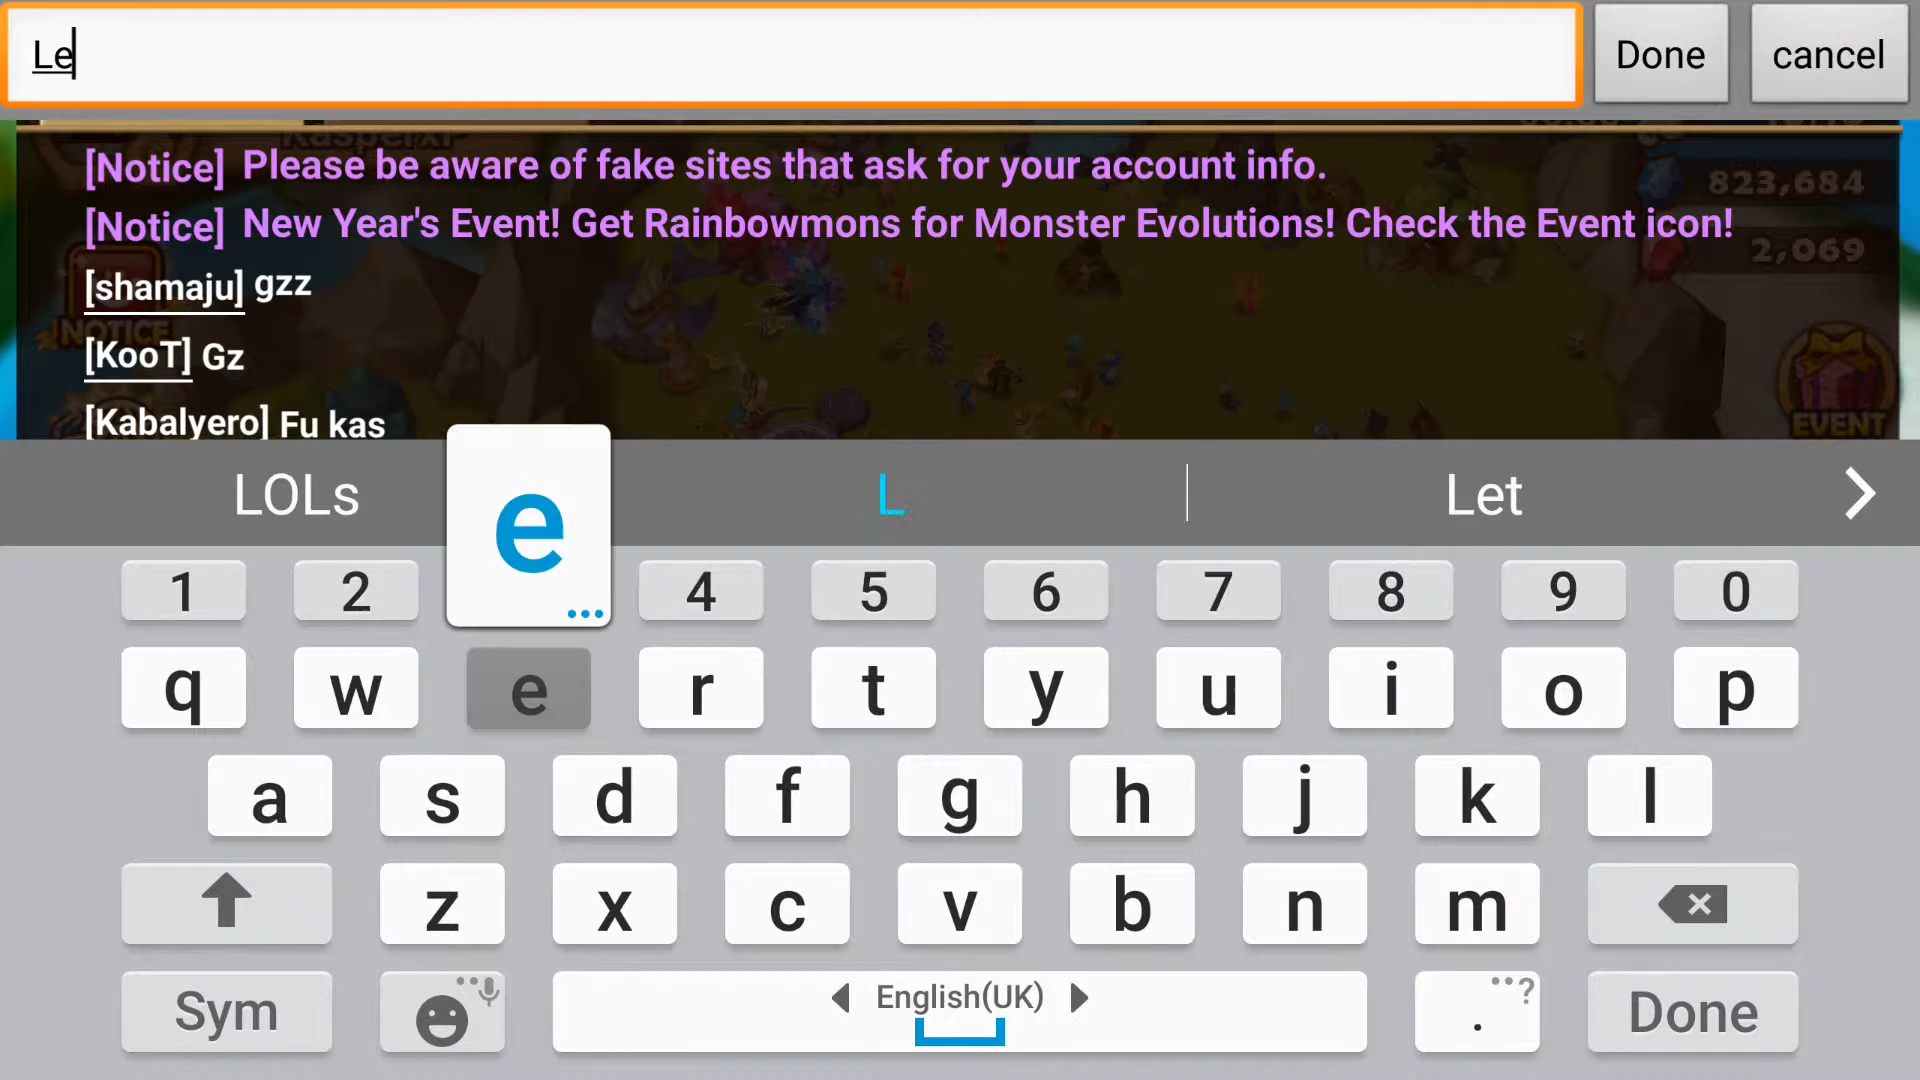 Le
Done
cancel
KasperXP
[Notice] Please be aware of fake sites that ask for your account info.
823,684
[Notice] New Year's Event! Get Rainbowmons for Monster Evolutions! Check the Event icon!
2,069
[shamaju] gzz
NOTICE
[KooT] Gz
EVENT
[Kabalyero] Fu kas
LOLs
L
Let
e
1 2 4 5 6 7 8 9 0
q w e r t y u i o p
a s d f g h j k l
z x c v b n m
Sym
English(UK)
. ?
Done